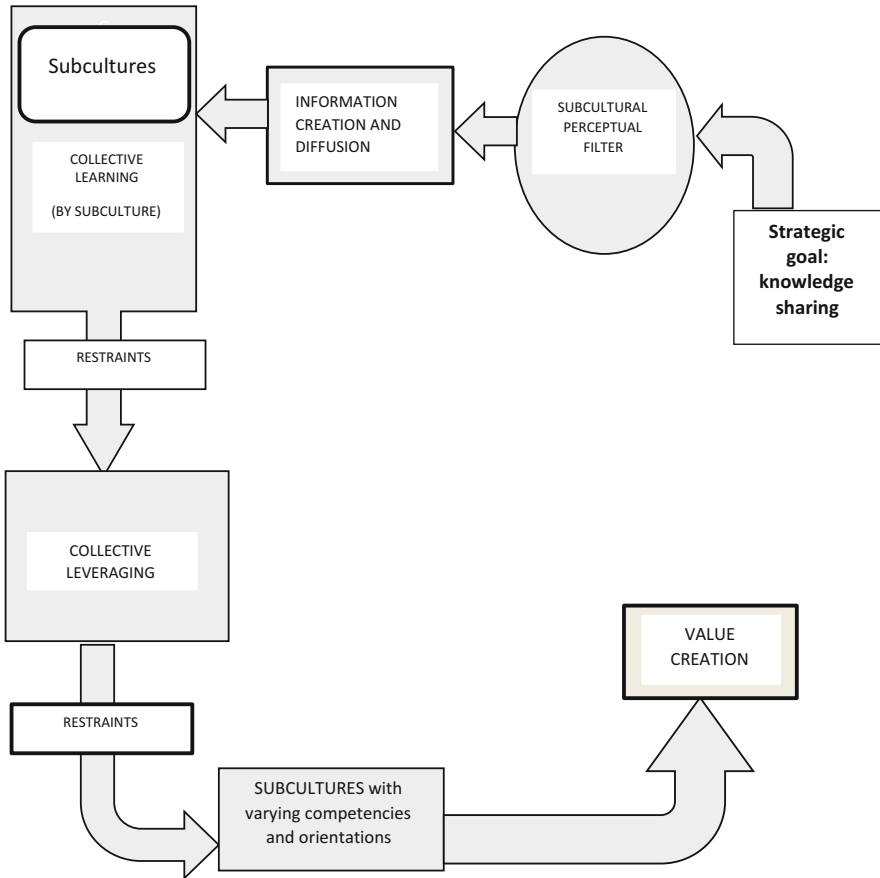 Subcultures
COLLECTIVE
LEARNING
(BY SUBCULTURE)
INFORMATION
CREATION AND
DIFFUSION
SUBCULTURAL
PERCEPTUAL
FILTER
Strategic
goal:
knowledge
sharing
RESTRAINTS
COLLECTIVE
LEVERAGING
RESTRAINTS
SUBCULTURES with
varying competencies
and orientations
VALUE
CREATION